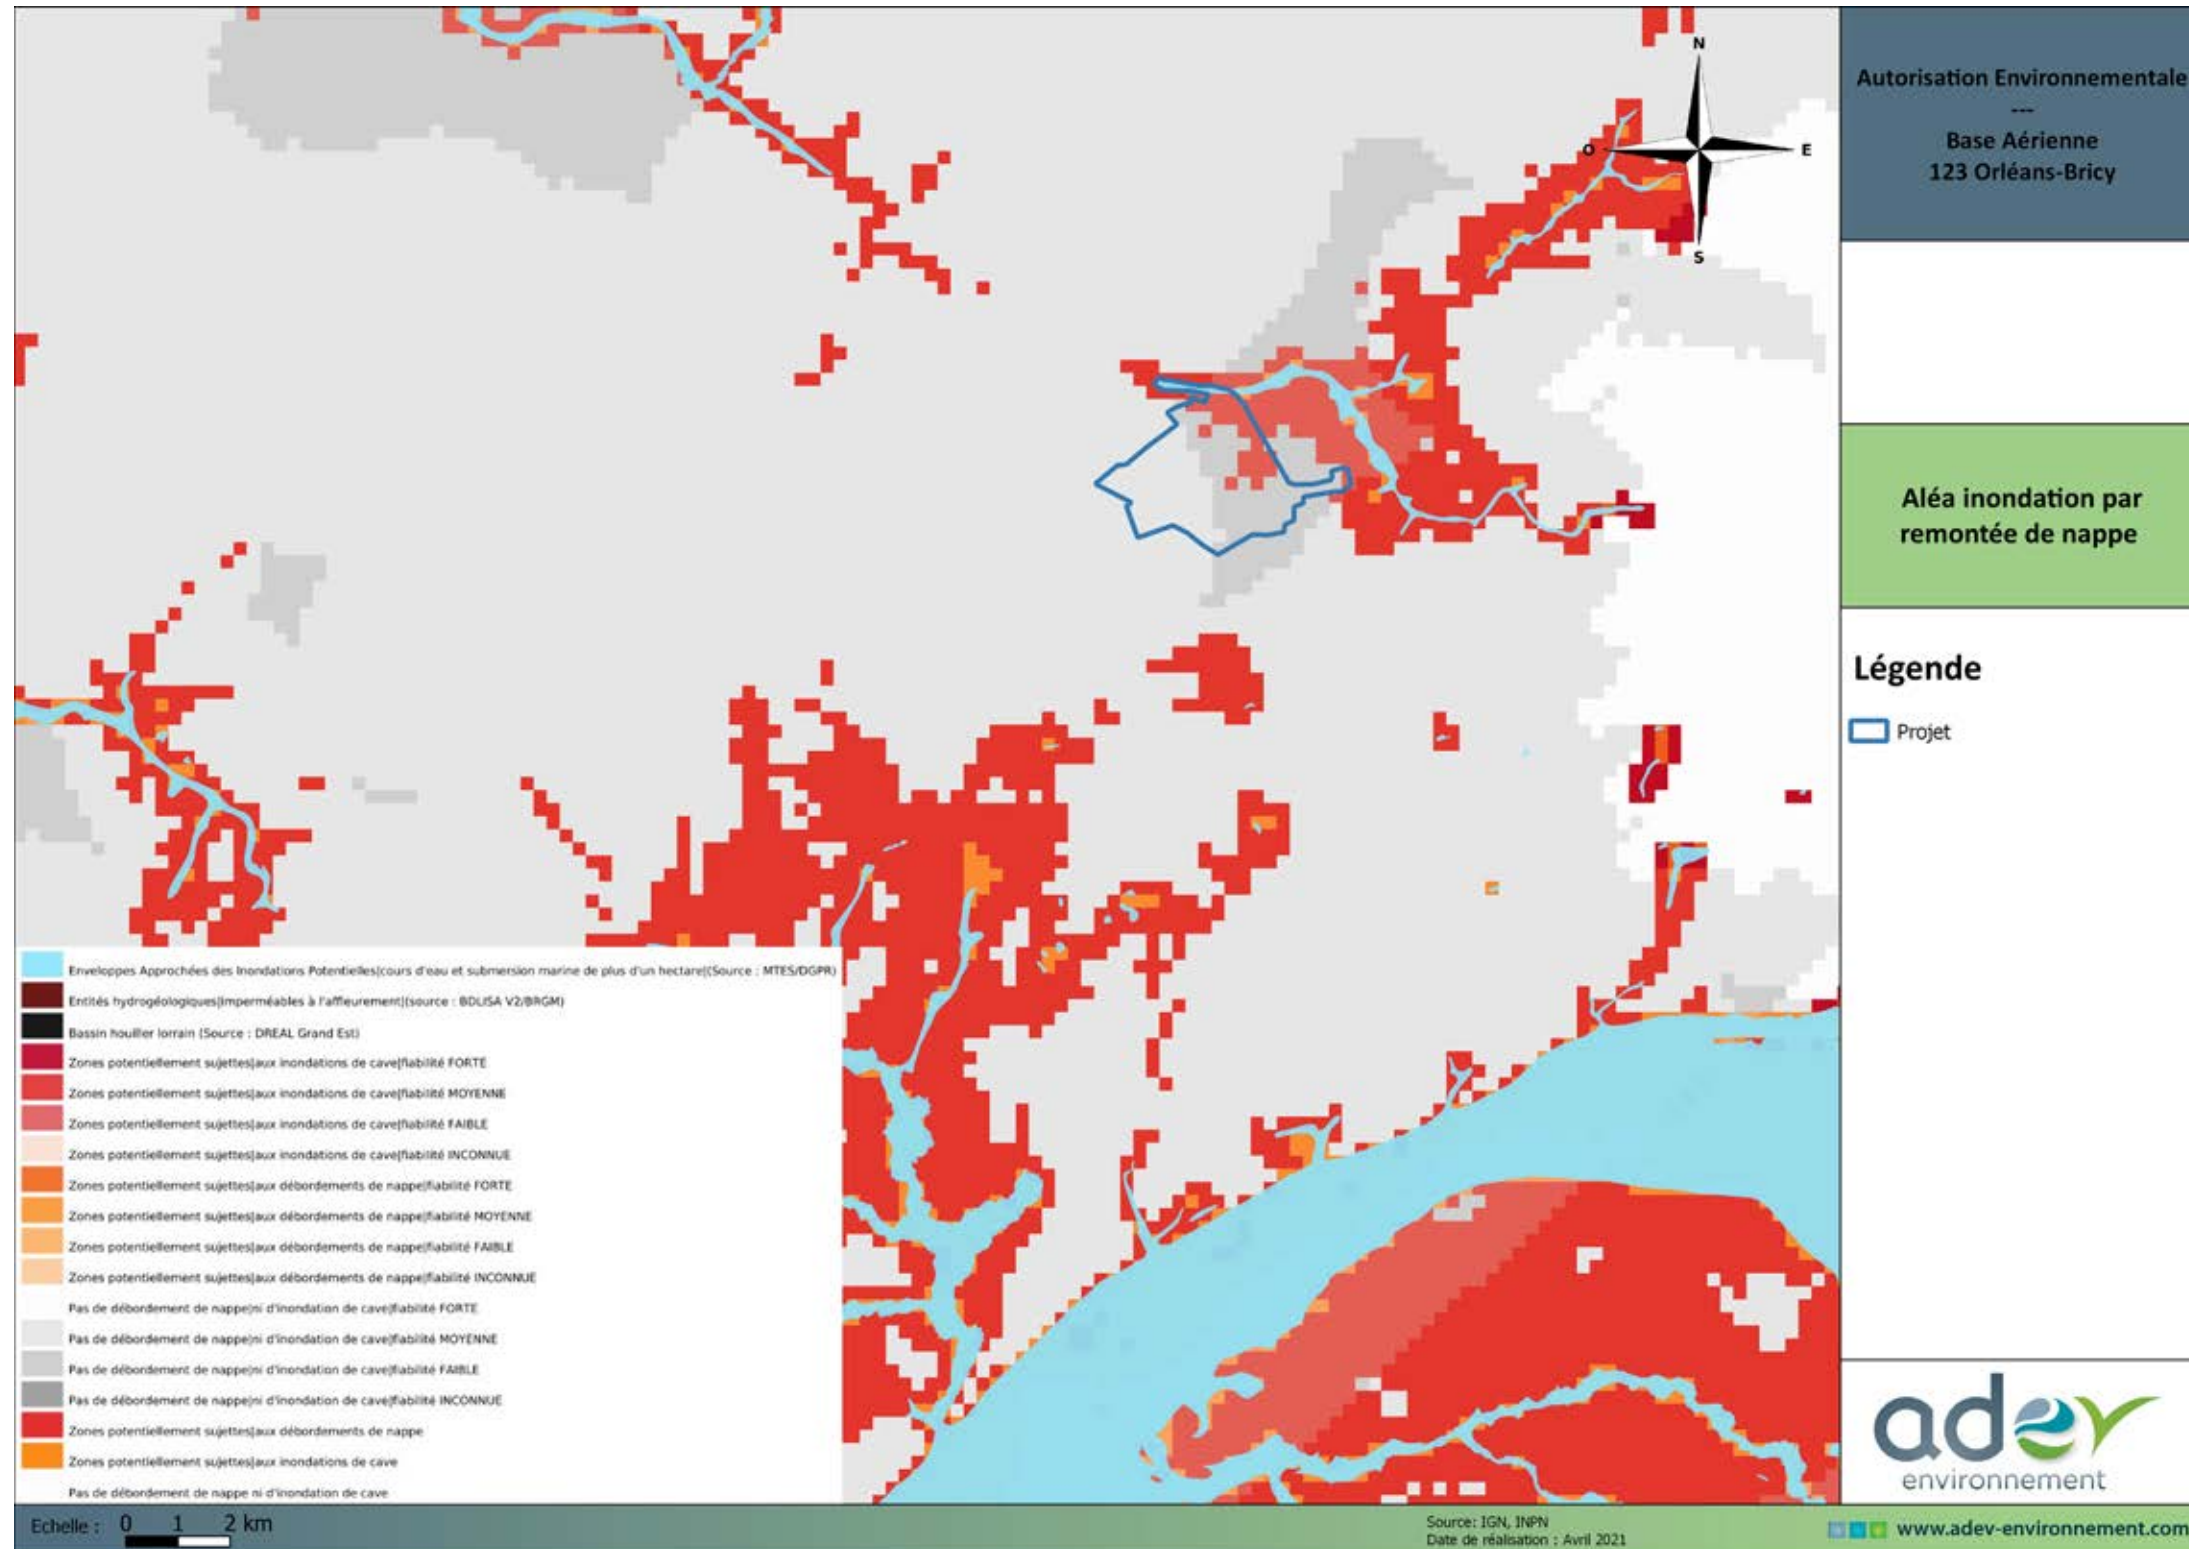 N
O
E
S
Autorisation Environnementale
---
Base Aérienne
123 Orléans-Bricy
Aléa inondation par
remontée de nappe
Légende
Projet
Enveloppes Approchées des Inondations Potentielles|cours d'eau et submersion marine de plus d'un hectare|(Source : MTES/DGPR)
Entités hydrogéologiques|imperméables à l'affleurement|(source : BDLISA V2/BRGM)
Bassin houiller lorrain (Source : DREAL Grand Est)
Zones potentiellement sujettes|aux inondations de cave|fiabilité FORTE
Zones potentiellement sujettes|aux inondations de cave|fiabilité MOYENNE
Zones potentiellement sujettes|aux inondations de cave|fiabilité FAIBLE
Zones potentiellement sujettes|aux inondations de cave|fiabilité INCONNUE
Zones potentiellement sujettes|aux débordements de nappe|fiabilité FORTE
Zones potentiellement sujettes|aux débordements de nappe|fiabilité MOYENNE
Zones potentiellement sujettes|aux débordements de nappe|fiabilité FAIBLE
Zones potentiellement sujettes|aux débordements de nappe|fiabilité INCONNUE
Pas de débordement de nappe|ni d'inondation de cave|fiabilité FORTE
Pas de débordement de nappe|ni d'inondation de cave|fiabilité MOYENNE
Pas de débordement de nappe|ni d'inondation de cave|fiabilité FAIBLE
Pas de débordement de nappe|ni d'inondation de cave|fiabilité INCONNUE
Zones potentiellement sujettes|aux débordements de nappe
Zones potentiellement sujettes|aux inondations de cave
Pas de débordement de nappe ni d'inondation de cave
adev
environnement
Echelle : 0 1 2 km
Source: IGN, INPN
Date de réalisation : Avril 2021
www.adev-environnement.com